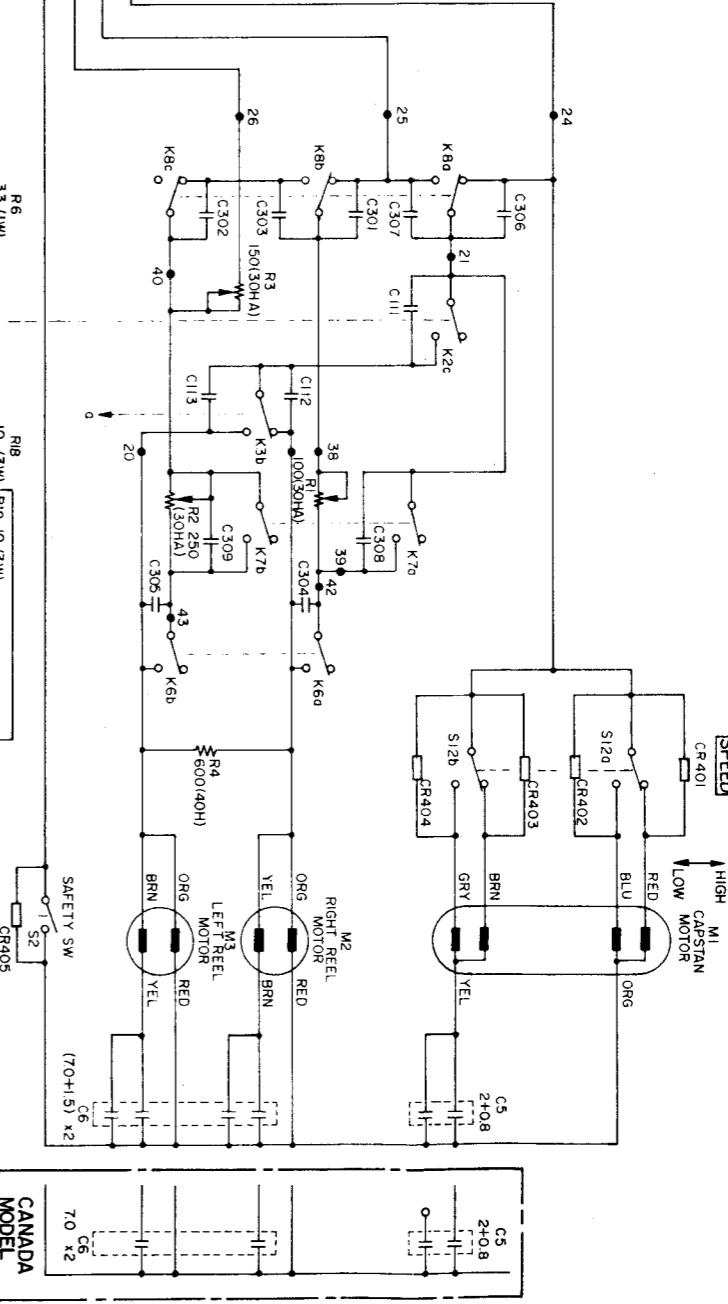 24
25
26
K8a
K8b
K8c
C306
C307
C301
C303
C302
21
40
R3
150(30HA)
C111
K2c
C112
C113
K3b
a
20
38
R1
100(30HA)
R2 250
(30HA)
C309
K7b
C308
K7a
39
42
C305
43
C304
K6b
K6a
R4
600(40H)
SPEED
CR401
S12a
CR402
CR403
S12b
CR404
HIGH
LOW
RED
BLU
BRN
GRY
M1
CAPSTAN
MOTOR
ORG
YEL
ORG
YEL
M2
RIGHT REEL
MOTOR
RED
BRN
ORG
BRN
M3
LEFT REEL
MOTOR
RED
YEL
SAFETY SW
S2
CR405
C5
2+0.8
C6
(7.0+1.5) x2
C5
2+0.8
C6
7.0 x2
CANADA
MODEL
R6
33 (1W)
R18